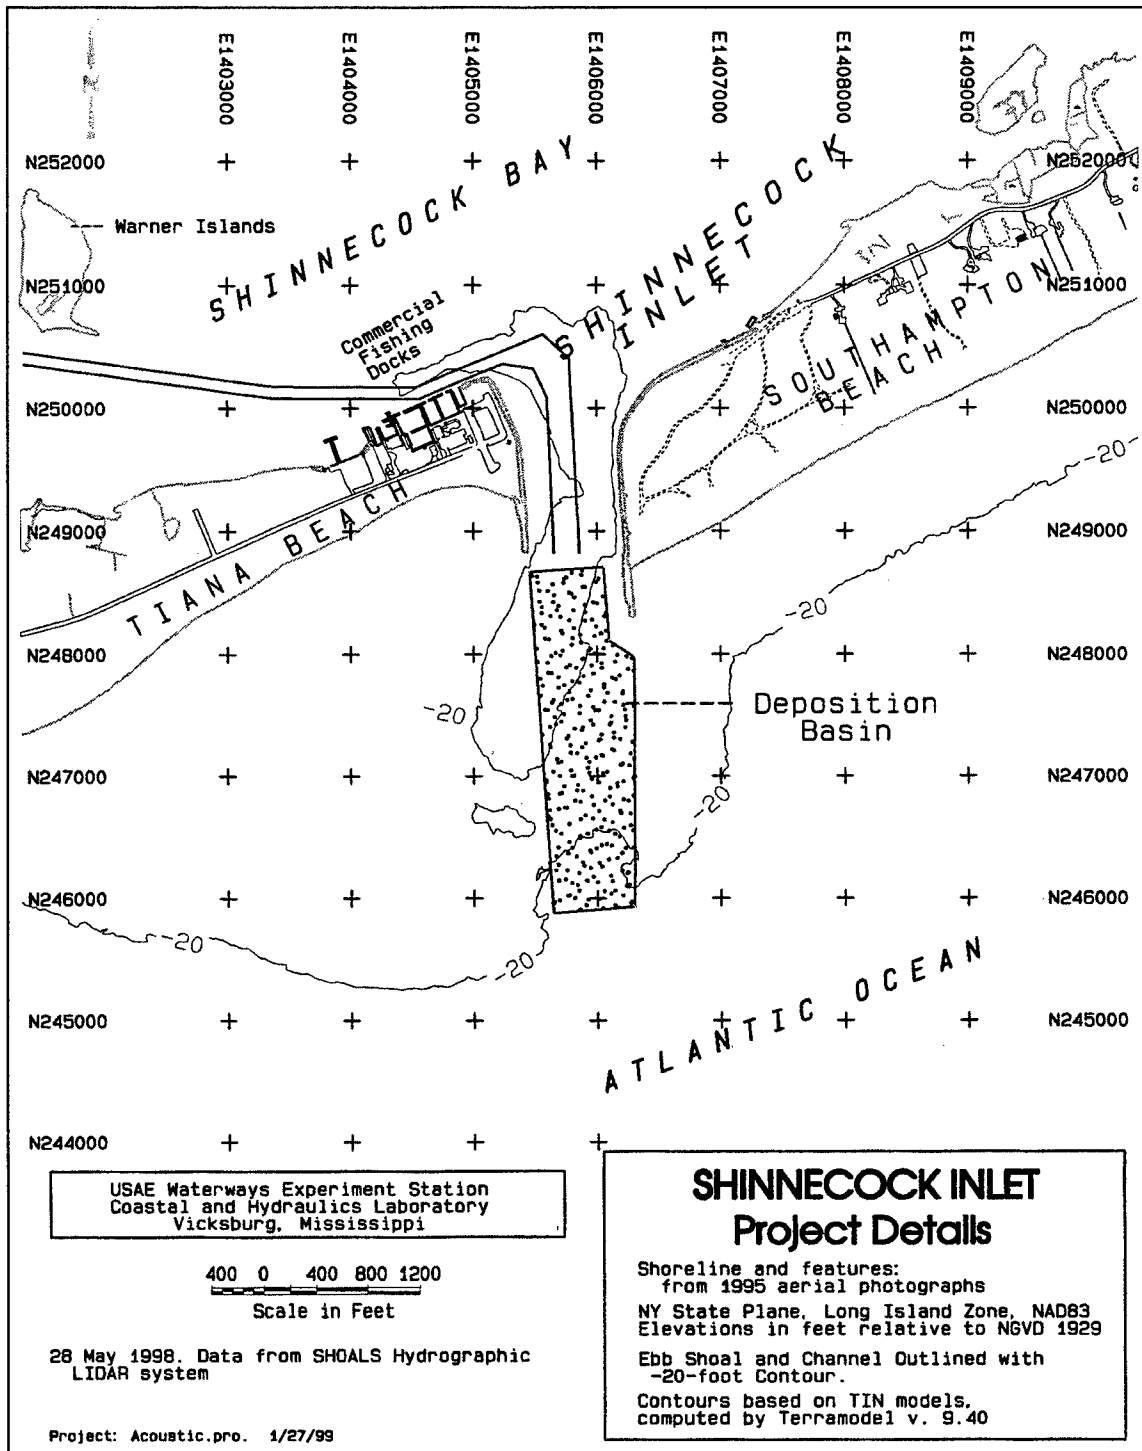 E1403000
E1404000
E1405000
E1406000
E1407000
E1408000
E1409000
N
N252000
N252000
Warner Islands
SHINNECOCK BAY
SHINNECOCK
INLET
N251000
N251000
Commercial
Fishing
Docks
SOUTHAMPTON
BEACH
N250000
N250000
-20
N249000
N249000
TIANA BEACH
-20
N248000
N248000
-20
Deposition
Basin
N247000
N247000
-20
N246000
N246000
-20
-20
ATLANTIC OCEAN
N245000
N245000
N244000
USAE Waterways Experiment Station
Coastal and Hydraulics Laboratory
Vicksburg, Mississippi
400 0 400 800 1200
Scale in Feet
28 May 1998. Data from SHOALS Hydrographic
LIDAR system
Project: Acoustic.pro. 1/27/99
SHINNECOCK INLET
Project Details
Shoreline and features:
from 1995 aerial photographs
NY State Plane, Long Island Zone, NAD83
Elevations in feet relative to NGVD 1929
Ebb Shoal and Channel Outlined with
-20-foot Contour.
Contours based on TIN models,
computed by Terramodel v. 9.40